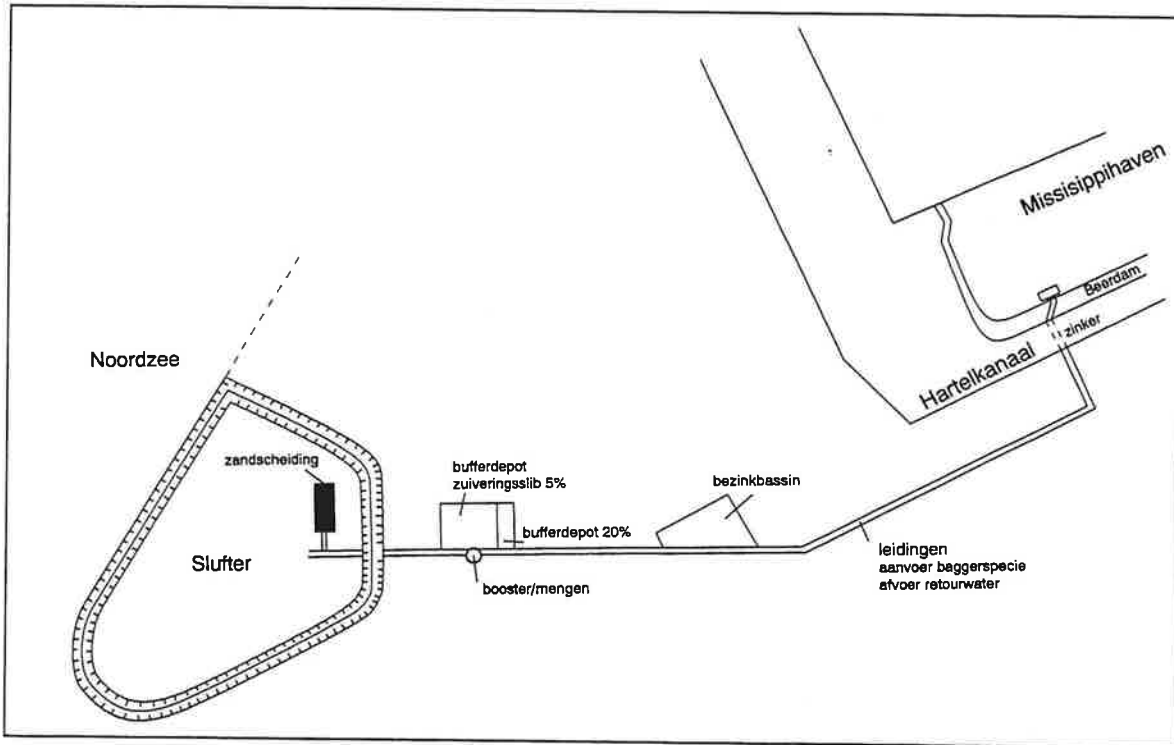 Missisippihaven
Beerdam
zinker
Hartelkanaal
Noordzee
zandscheiding
bufferdepot
zuiveringsslib 5%
bufferdepot 20%
bezinkbassin
Slufter
booster/mengen
leidingen
aanvoer baggerspecie
afvoer retourwater